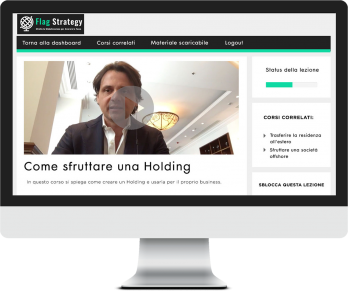 Flag Strategy
Torna alla dashboard Corsi correlati Materiale scaricabile Logout
Status della lezione
CORSI CORRELATI:
Trasferire la residenza
all'estero
Sfruttare una società
offshore
Come sfruttare una Holding
In questo corso si spiega come creare un'Holding e usarla per il proprio business.
SBLOCCA QUESTA LEZIONE